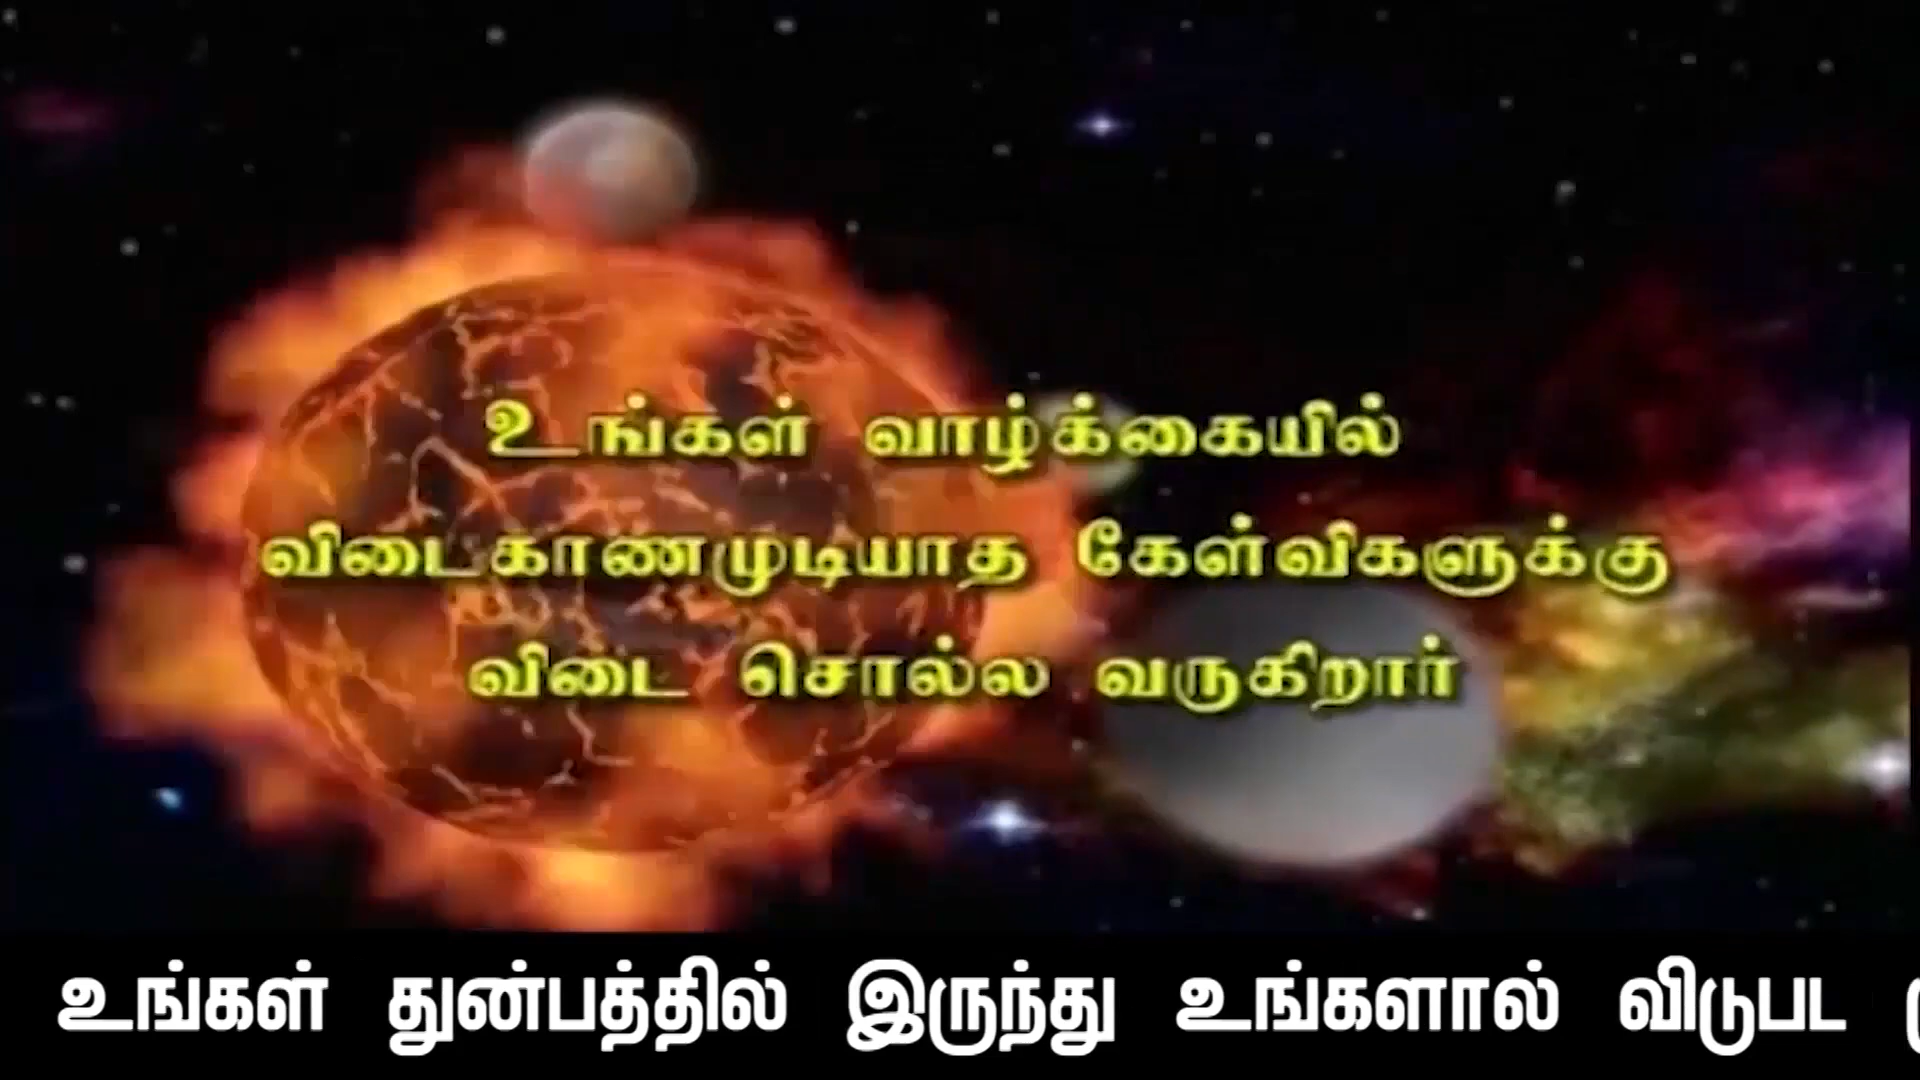 உங்கள் வாழ்க்கையில்
விடைகாணமுடியாத கேள்விகளுக்கு
விடை சொல்ல வருகிறார்
உங்கள் துன்பத்தில் இருந்து உங்களால் விடுபட